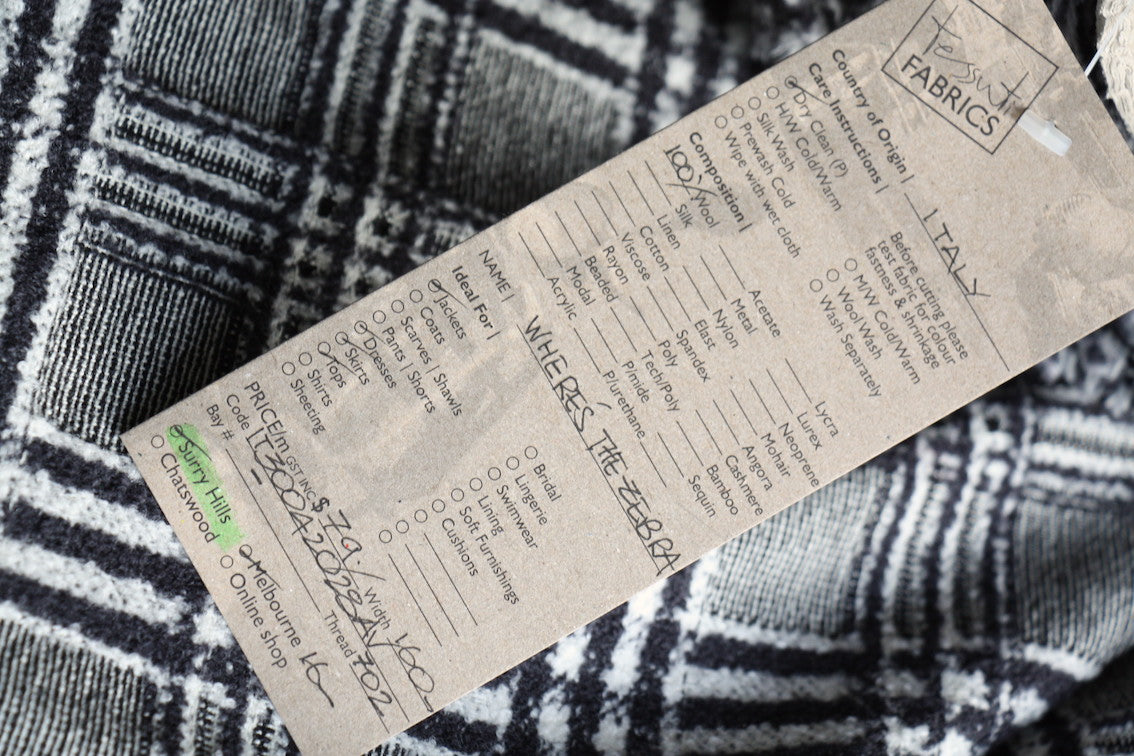 tessuti
FABRICS
Country of Origin | ITALY
Care Instructions |
Dry Clean (P)
H/W Cold/Warm
Silk Wash
Prewash Cold
Wipe with wet cloth
Before cutting please
test fabric for colour
fastness & shrinkage
M/W Cold/Warm
Wool Wash
Wash Separately
Composition |
100% Wool
Silk
Linen
Cotton
Viscose
Rayon
Beaded
Modal
Acrylic
Acetate
Metal
Nylon
Elast
Spandex
Poly
Tech/Poly
P/mide
P/urethane
Lycra
Lurex
Neoprene
Mohair
Angora
Cashmere
Bamboo
Sequin
NAME | WHERE'S THE ZEBRA
Ideal For |
Jackets
Coats
Scarves | Shawls
Pants | Shorts
Dresses
Skirts
Tops
Shirts
Sheeting
Bridal
Lingerie
Swimwear
Lining
Soft Furnishings
Cushions
PRICE/m GST INC $ 79./ Width 160
Code
Bay #
Thread 702
Surry Hills
Chatswood
Melbourne
Online shop